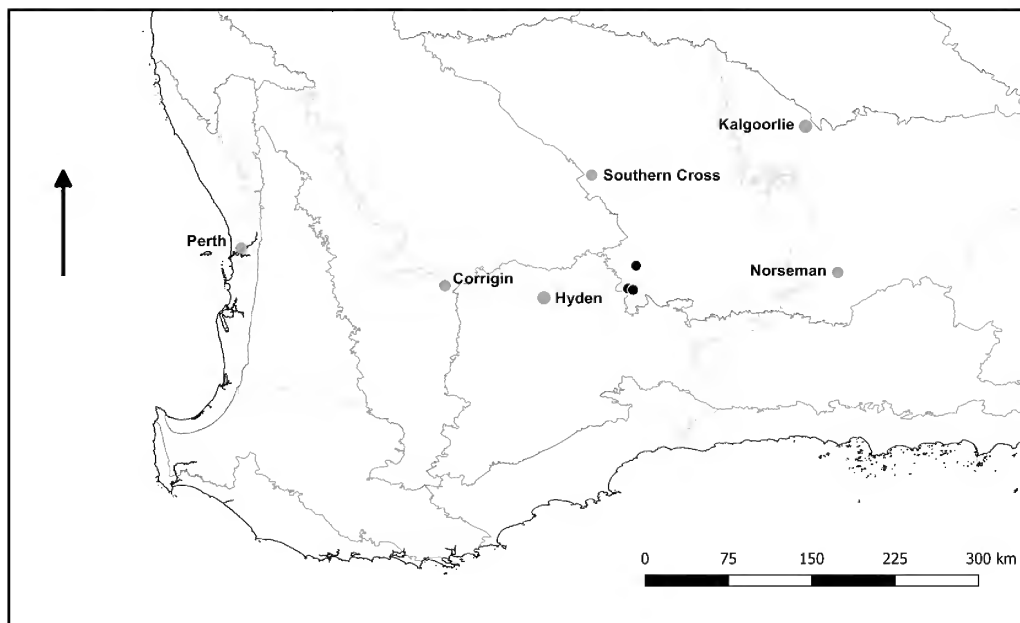 Kalgoorlie
Southern Cross
Perth
Norseman
Corrigin
Hyden
0 75 150 225 300 km